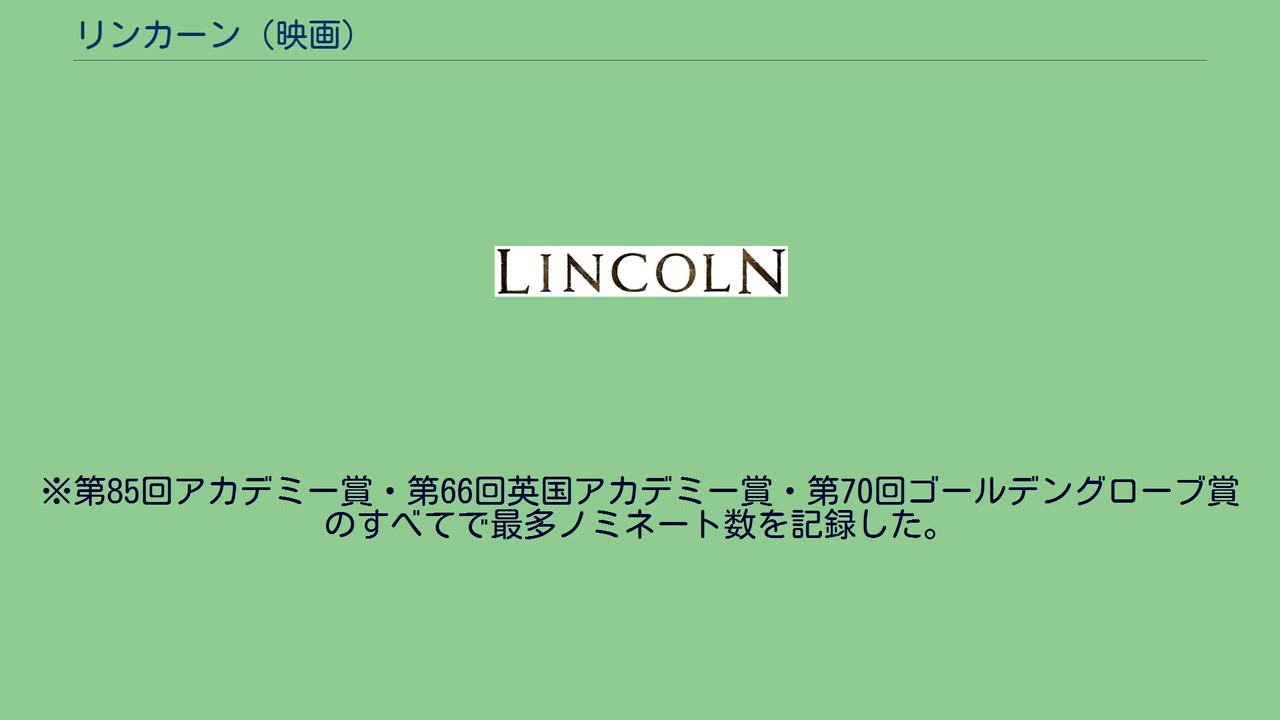 リンカーン（映画）
LINCOLN
※第85回アカデミー賞・第66回英国アカデミー賞・第70回ゴールデングローブ賞
のすべてで最多ノミネート数を記録した。